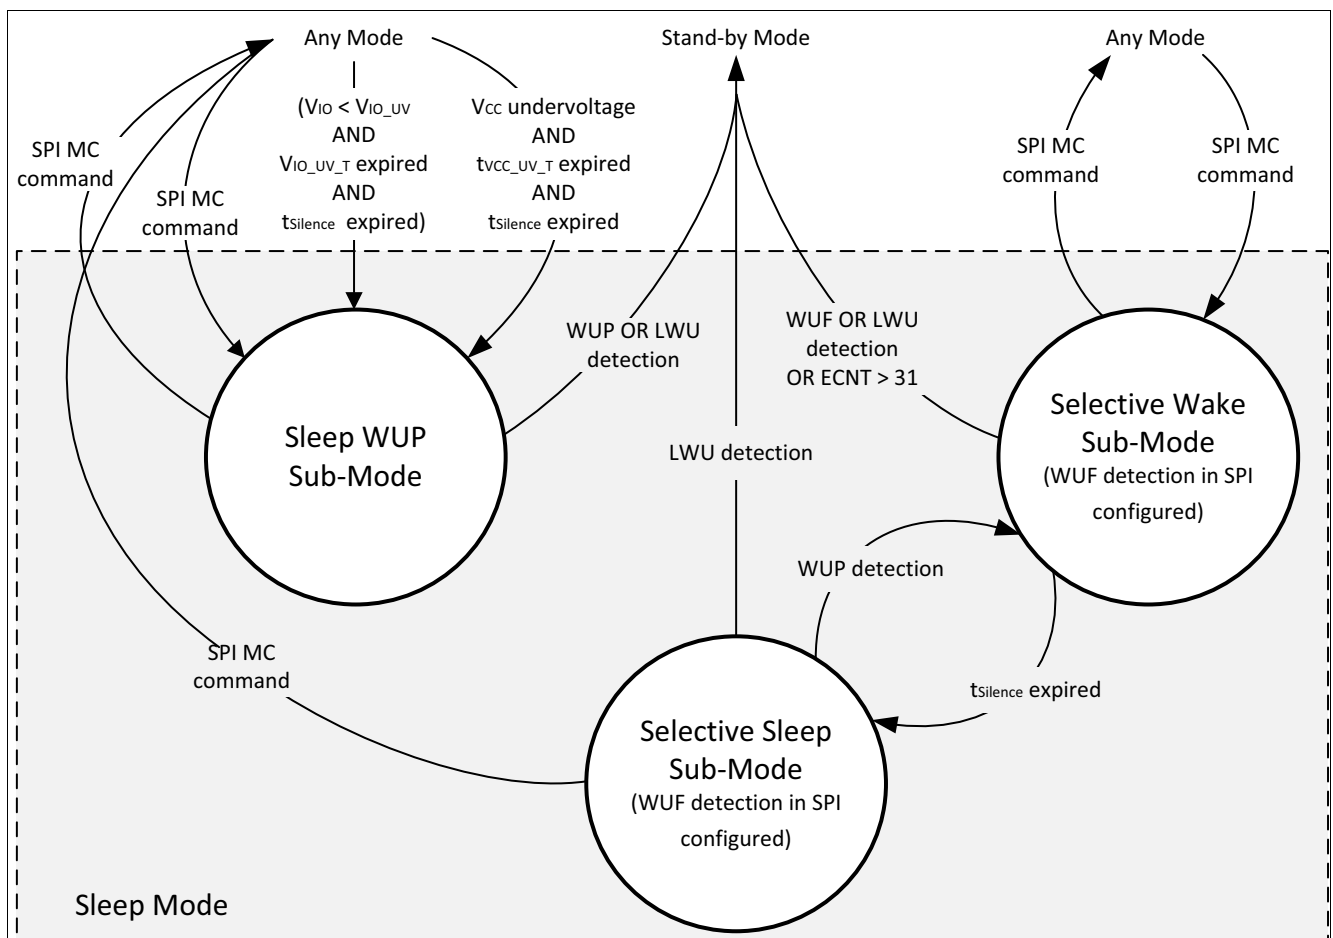 Any Mode
Stand-by Mode
Any Mode
(VIO < VIO_UV
AND
VIO_UV_T expired
AND
tSilence expired)
VCC undervoltage
AND
tVCC_UV_T expired
AND
tSilence expired
SPI MC
command
SPI MC
command
SPI MC
command
SPI MC
command
WUP OR LWU
detection
WUF OR LWU
detection
OR ECNT > 31
Sleep WUP
Sub-Mode
LWU detection
Selective Wake
Sub-Mode
(WUF detection in SPI
configured)
WUP detection
SPI MC
command
tSilence expired
Selective Sleep
Sub-Mode
(WUF detection in SPI
configured)
Sleep Mode